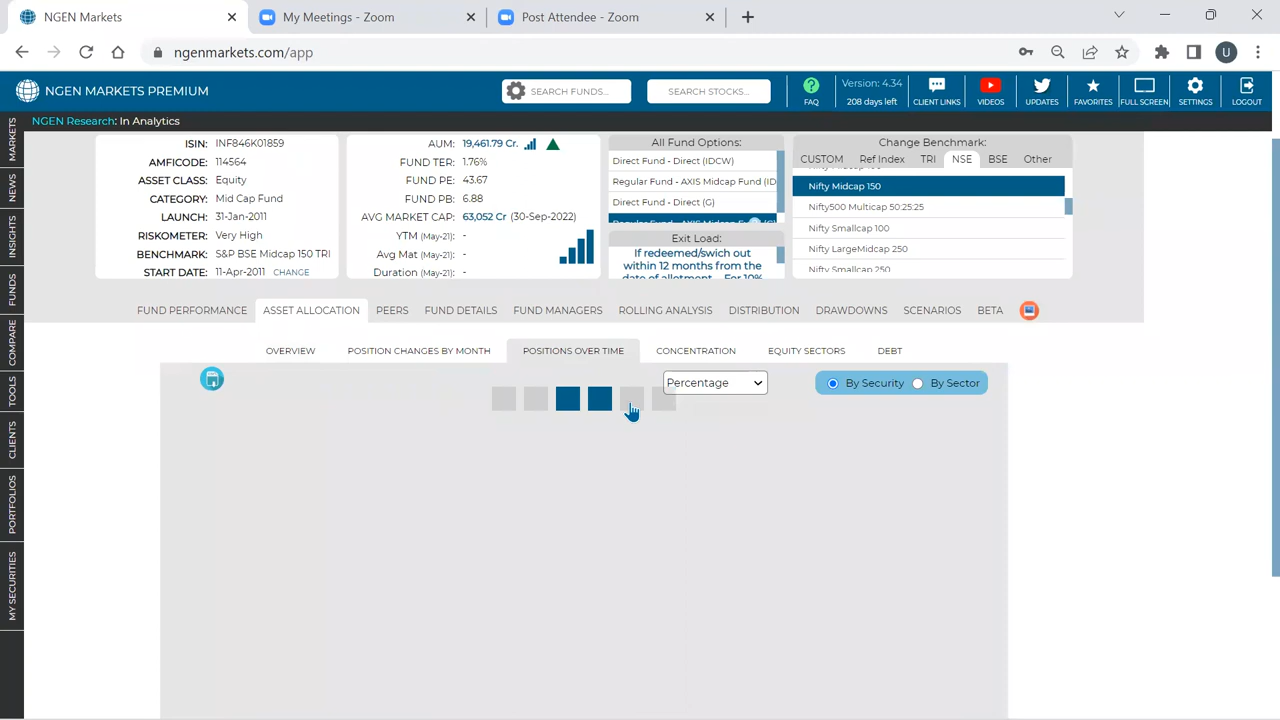 NGEN Markets
My Meetings - Zoom
Post Attendee - Zoom
ngenmarkets.com/app
U
NGEN MARKETS PREMIUM
SEARCH FUNDS...
SEARCH STOCKS...
?
FAQ
Version: 4.34
208 days left
CLIENT LINKS
VIDEOS
UPDATES
FAVORITES
FULL SCREEN
SETTINGS
LOGOUT
NGEN Research: In Analytics
MARKETS
NEWS
INSIGHTS
FUNDS
COMPARE
TOOLS
CLIENTS
PORTFOLIOS
MY SECURITIES
ISIN: INF846K01859
AMFICODE: 114564
ASSET CLASS: Equity
CATEGORY: Mid Cap Fund
LAUNCH: 31-Jan-2011
RISKOMETER: Very High
BENCHMARK: S&P BSE Midcap 150 TRI
START DATE: 11-Apr-2011 CHANGE
AUM: 19,461.79 Cr.
FUND TER: 1.76%
FUND PE: 43.67
FUND PB: 6.88
AVG MARKET CAP: 63,052 Cr (30-Sep-2022)
YTM (May-21): -
Avg Mat (May-21): -
Duration (May-21): -
All Fund Options:
Direct Fund - Direct (IDCW)
Regular Fund - AXIS Midcap Fund (ID
Direct Fund - Direct (G)
Exit Load:
If redeemed/swich out
within 12 months from the
date of allotment - For 10%
Change Benchmark:
CUSTOM Ref Index TRI NSE BSE Other
Nifty Midcap 150
Nifty500 Multicap 50:25:25
Nifty Smallcap 100
Nifty LargeMidcap 250
Nifty Smallcap 250
FUND PERFORMANCE ASSET ALLOCATION PEERS FUND DETAILS FUND MANAGERS ROLLING ANALYSIS DISTRIBUTION DRAWDOWNS SCENARIOS BETA
OVERVIEW POSITION CHANGES BY MONTH POSITIONS OVER TIME CONCENTRATION EQUITY SECTORS DEBT
Percentage
By Security By Sector